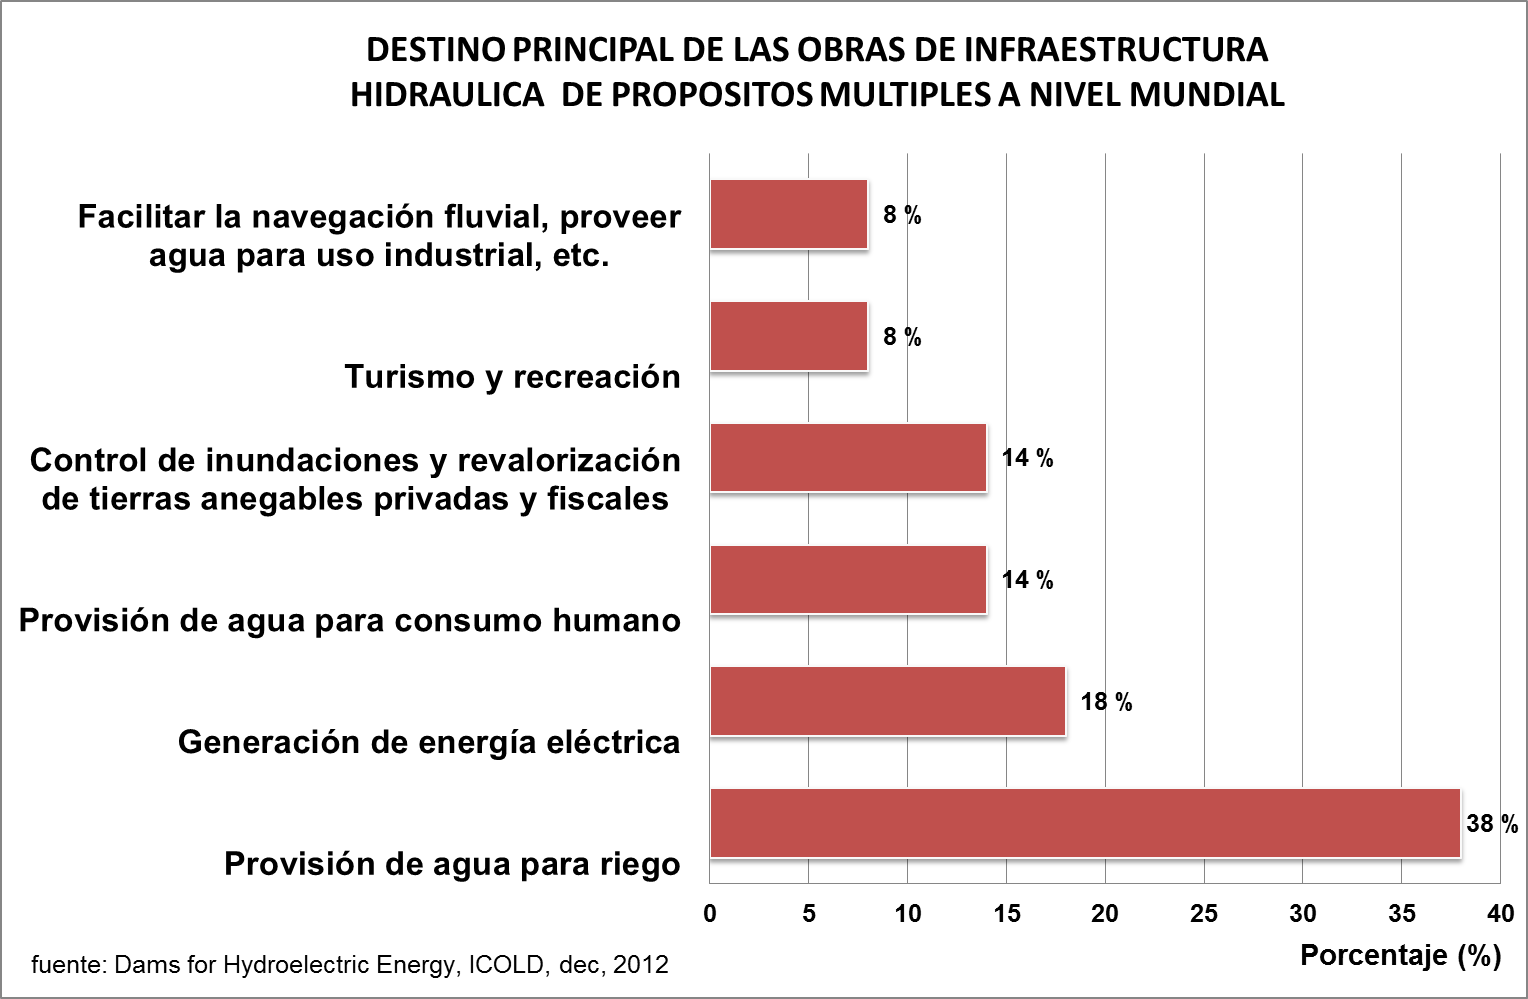 DESTINO PRINCIPAL DE LAS OBRAS DE INFRAESTRUCTURA
HIDRAULICA DE PROPOSITOS MULTIPLES A NIVEL MUNDIAL
Facilitar la navegación fluvial, proveer
agua para uso industrial, etc.
8 %
Turismo y recreación
8 %
Control de inundaciones y revalorización
de tierras anegables privadas y fiscales
14 %
Provisión de agua para consumo humano
14 %
Generación de energía eléctrica
18 %
Provisión de agua para riego
38 %
0 5 10 15 20 25 30 35 40
Porcentaje (%)
fuente: Dams for Hydroelectric Energy, ICOLD, dec, 2012